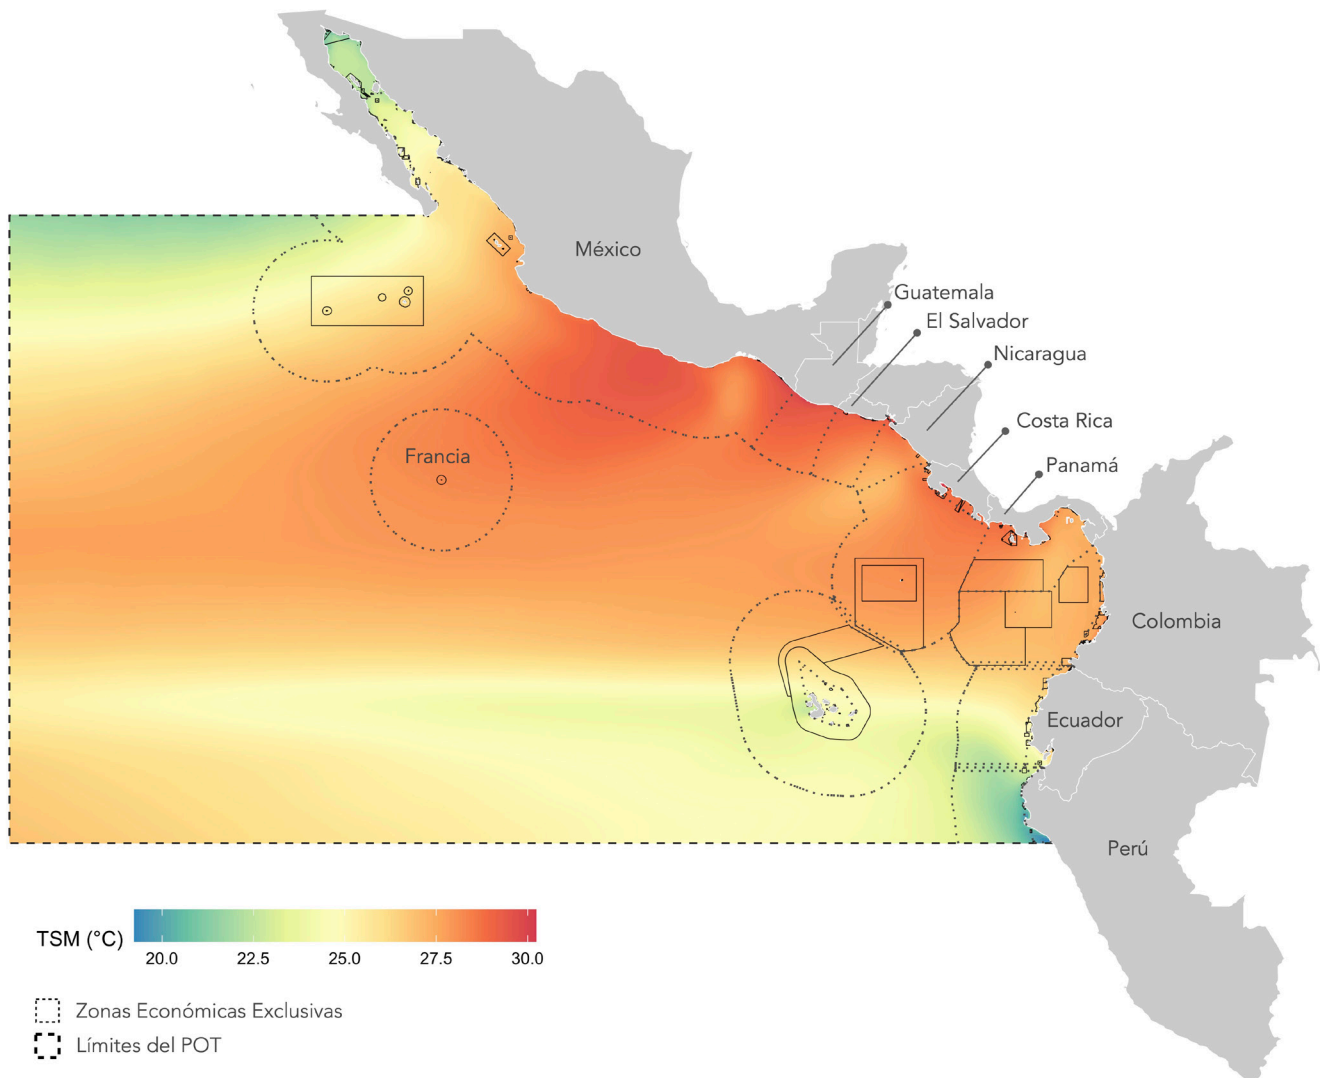 México
Guatemala
El Salvador
Nicaragua
Costa Rica
Panamá
Francia
Colombia
Ecuador
Perú
TSM (°C)
20.0 22.5 25.0 27.5 30.0
Zonas Económicas Exclusivas
Límites del POT